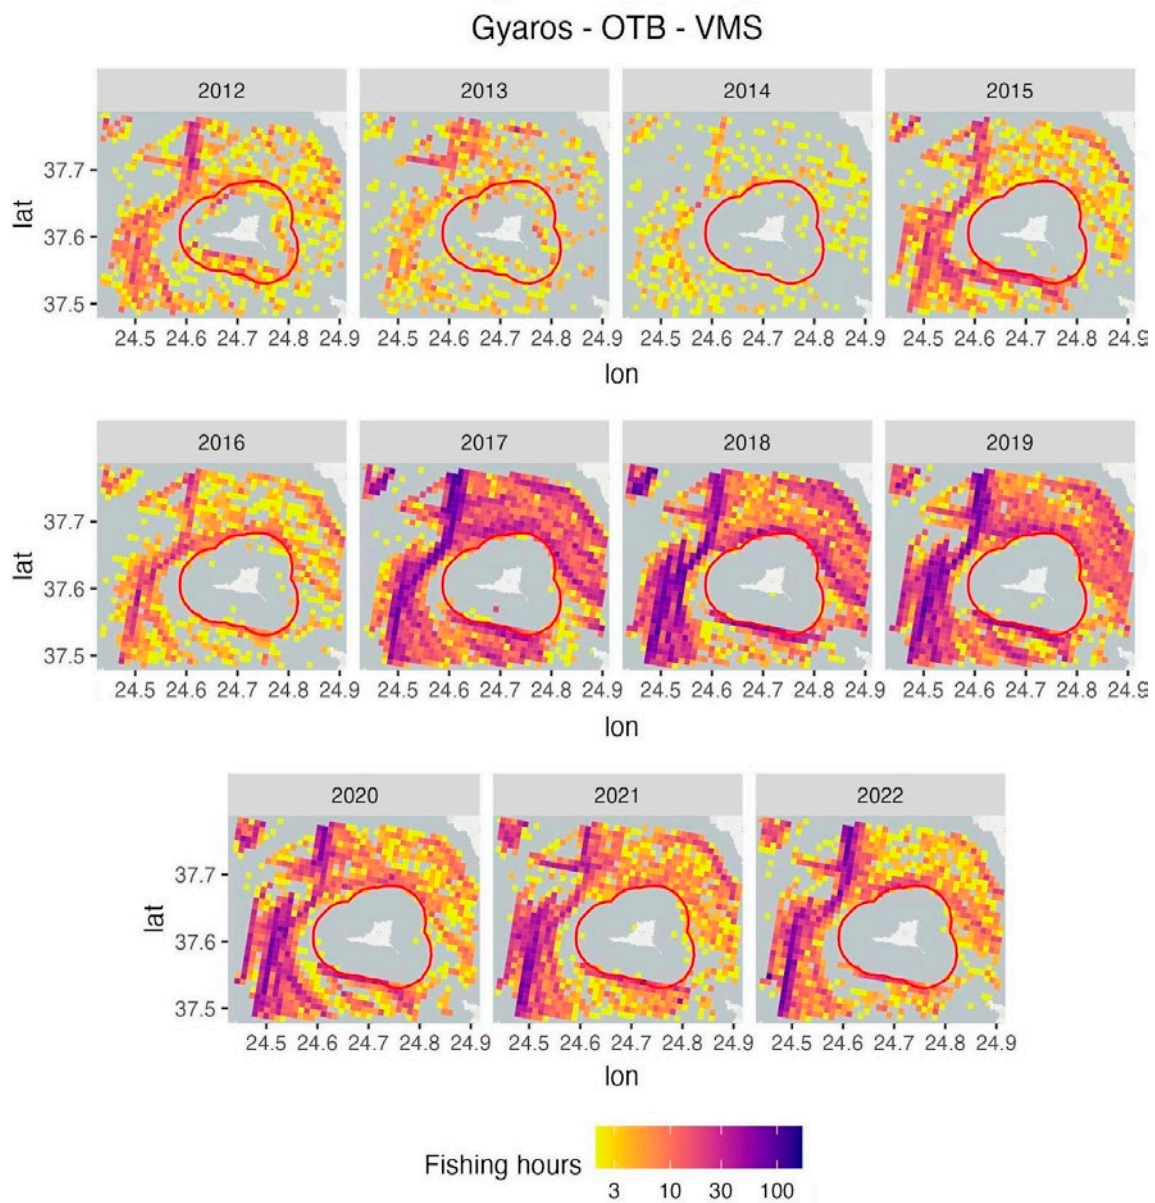 Gyaros - OTB - VMS
2012 2013 2014 2015
lat
37.7
37.6
37.5
24.5 24.6 24.7 24.8 24.9 24.5 24.6 24.7 24.8 24.9 24.5 24.6 24.7 24.8 24.9 24.5 24.6 24.7 24.8 24.9
lon
2016 2017 2018 2019
lat
37.7
37.6
37.5
24.5 24.6 24.7 24.8 24.9 24.5 24.6 24.7 24.8 24.9 24.5 24.6 24.7 24.8 24.9 24.5 24.6 24.7 24.8 24.9
lon
2020 2021 2022
lat
37.7
37.6
37.5
24.5 24.6 24.7 24.8 24.9 24.5 24.6 24.7 24.8 24.9 24.5 24.6 24.7 24.8 24.9
lon
Fishing hours
3 10 30 100